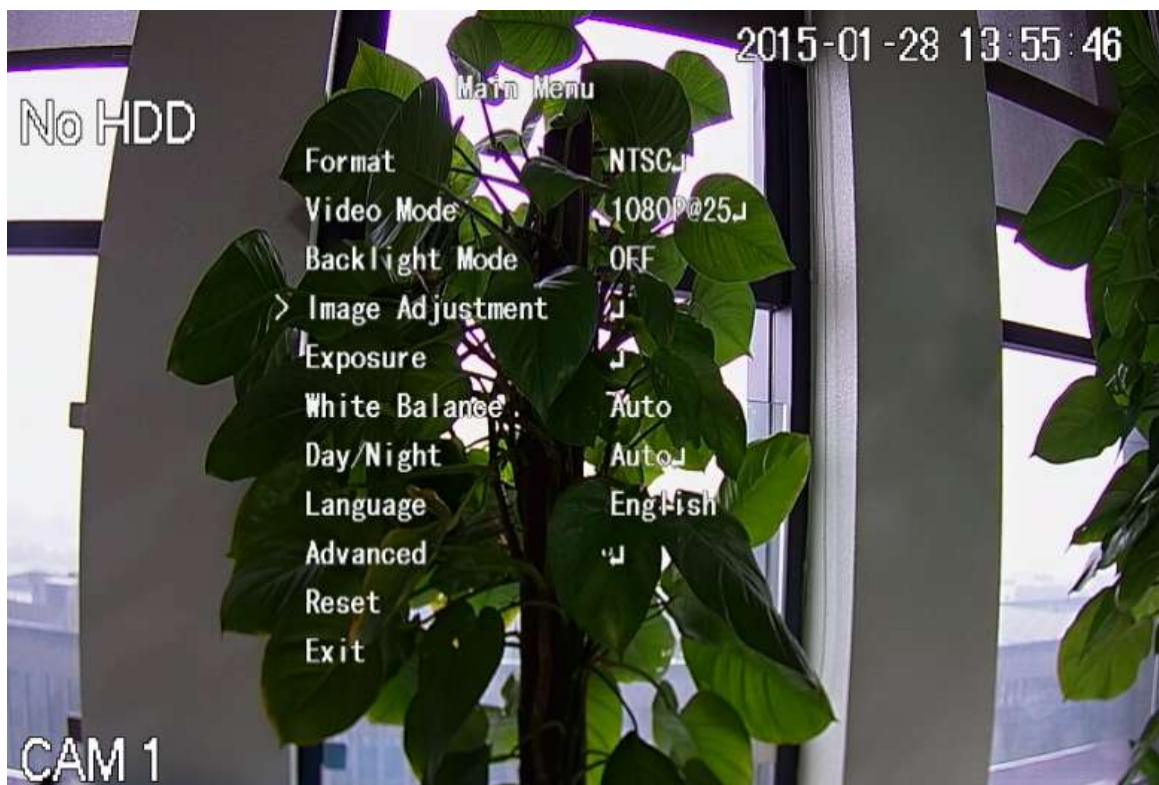 2015-01-28 13:55:46
Main Menu
No HDD
Format NTSC↲
Video Mode 1080P@25↲
Backlight Mode OFF
> Image Adjustment ↲
Exposure ↲
White Balance Auto
Day/Night Auto↲
Language English
Advanced ↲
Reset
Exit
CAM 1